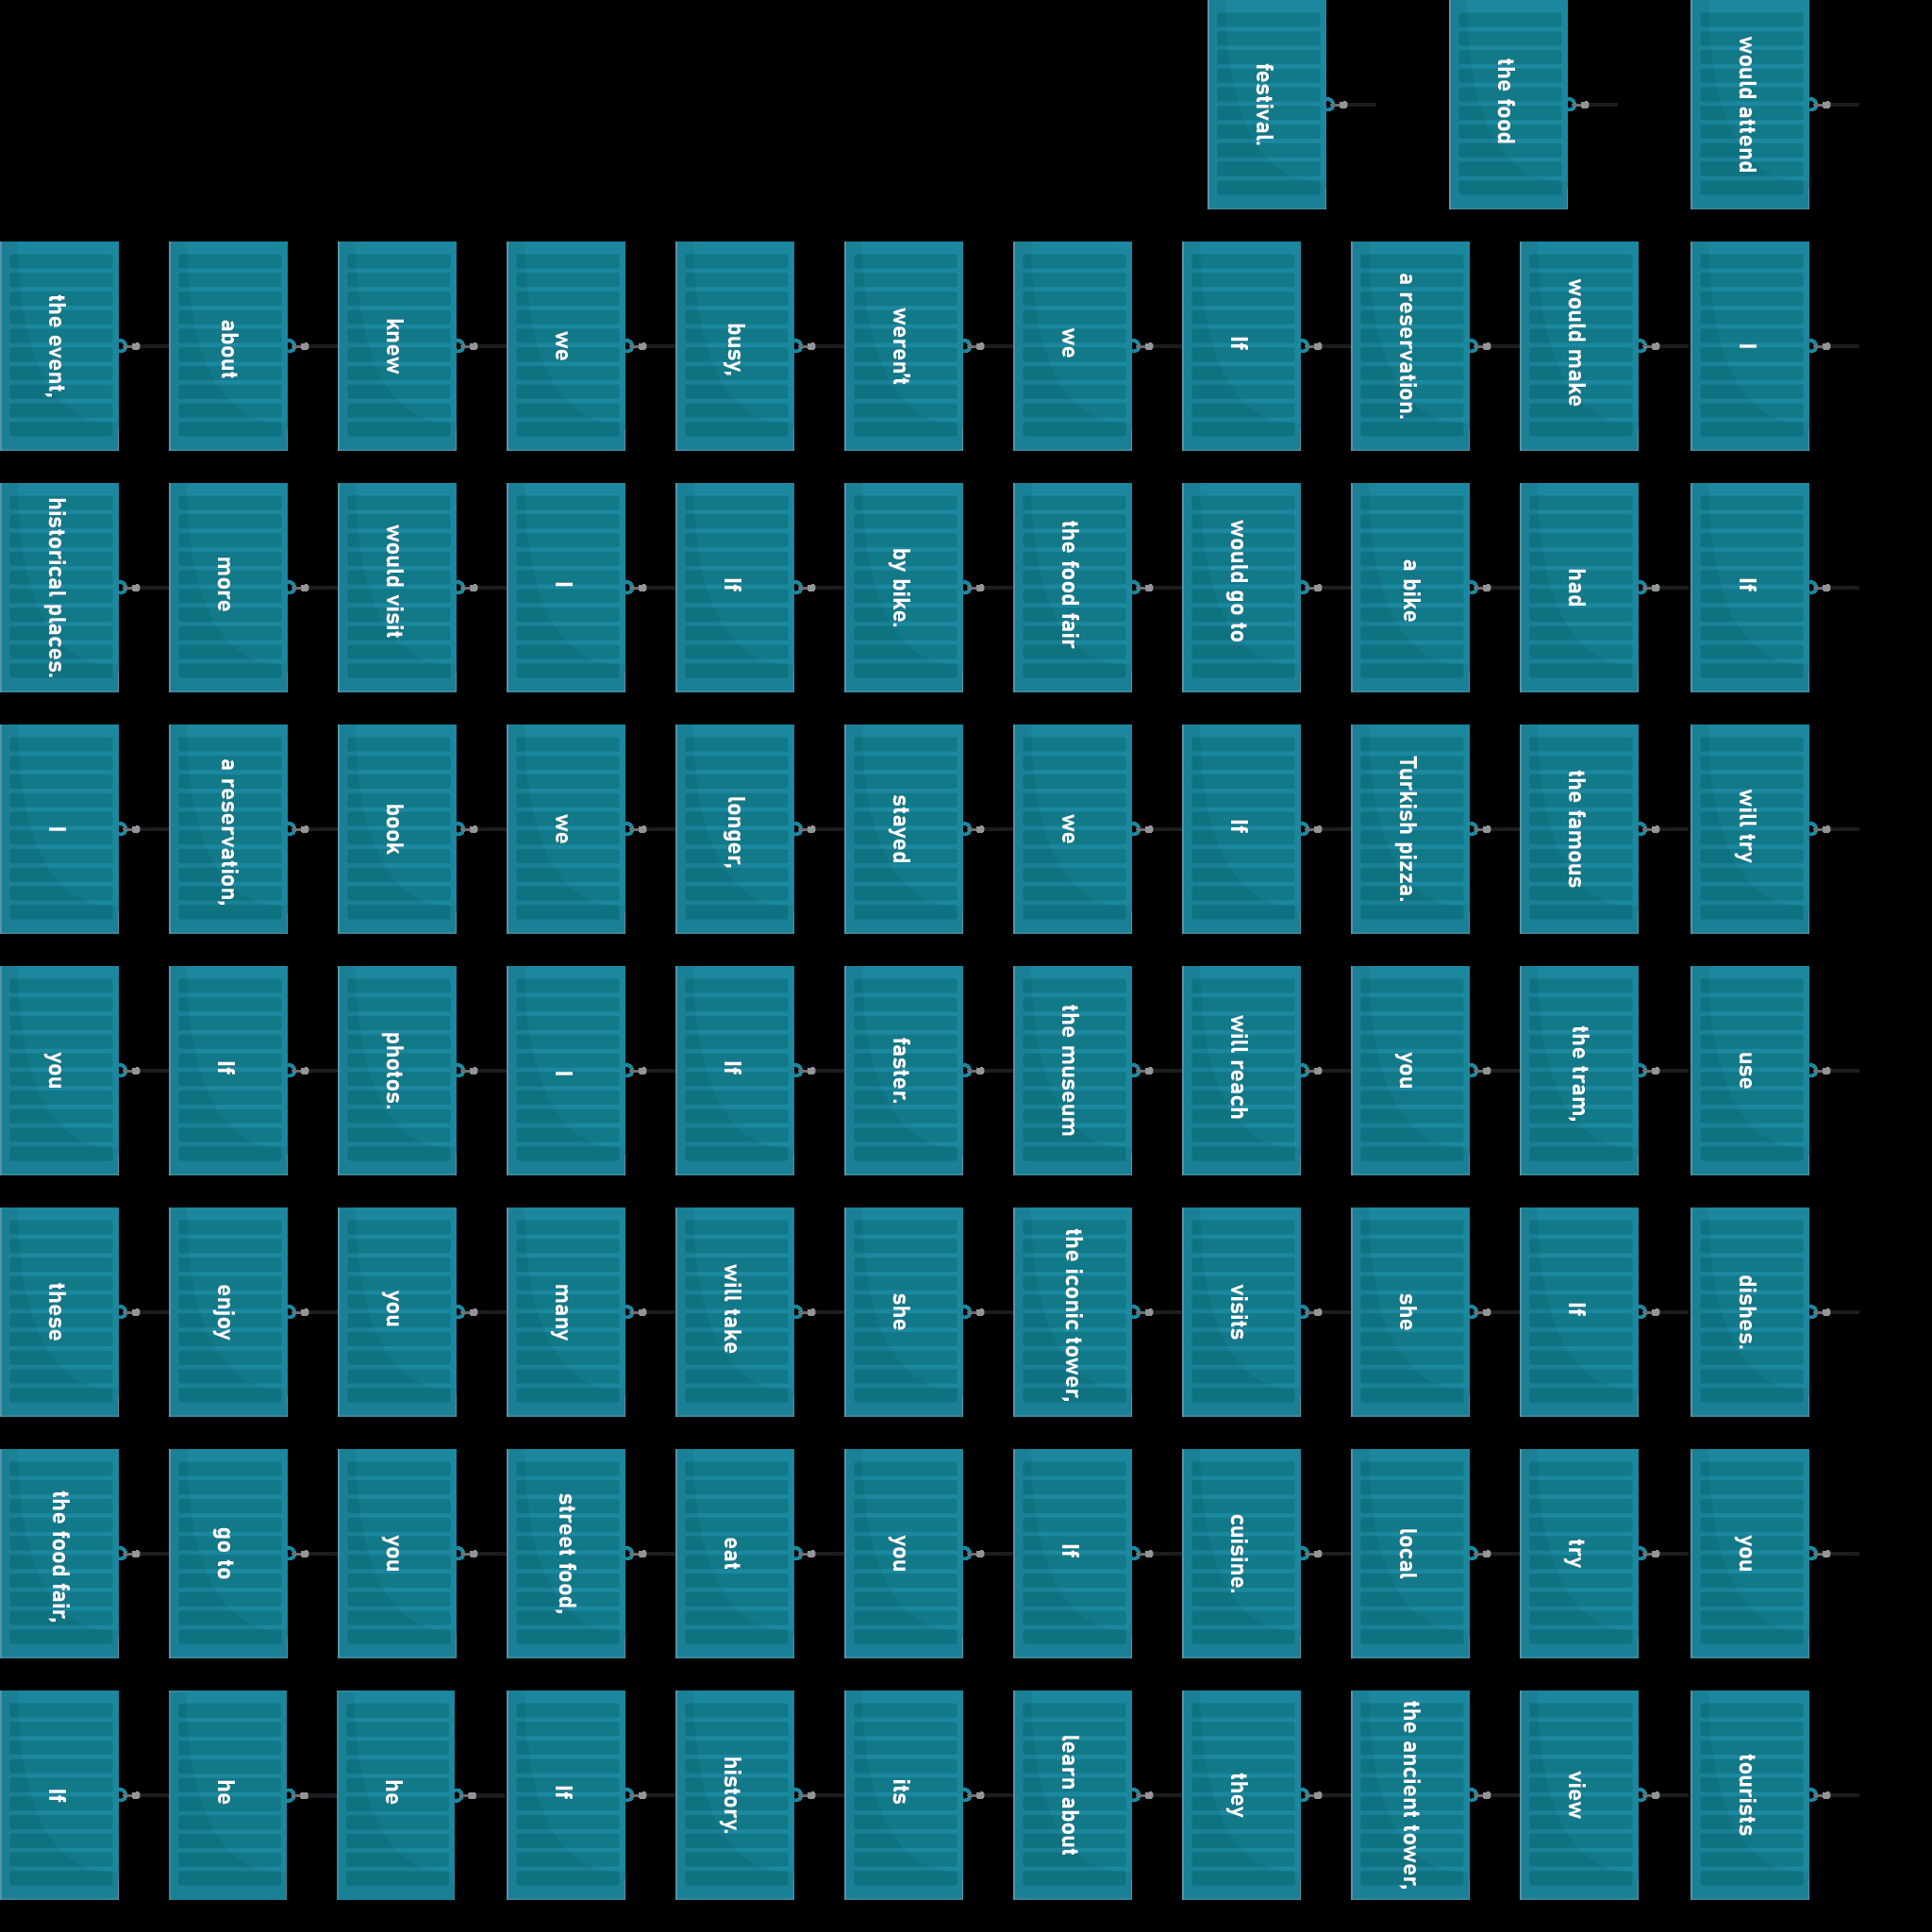 would attend
the food
festival.
I
would make
a reservation.
If
we
weren't
busy,
we
knew
about
the event,
If
had
a bike
would go to
the food fair
by bike.
If
I
would visit
more
historical places.
will try
the famous
Turkish pizza.
If
we
stayed
longer,
we
book
a reservation,
I
use
the tram,
you
will reach
the museum
faster.
If
I
photos.
If
you
dishes.
If
she
visits
the iconic tower,
she
will take
many
you
enjoy
these
you
try
local
cuisine.
If
you
eat
street food,
you
go to
the food fair,
tourists
view
the ancient tower,
they
learn about
its
history.
If
he
he
If